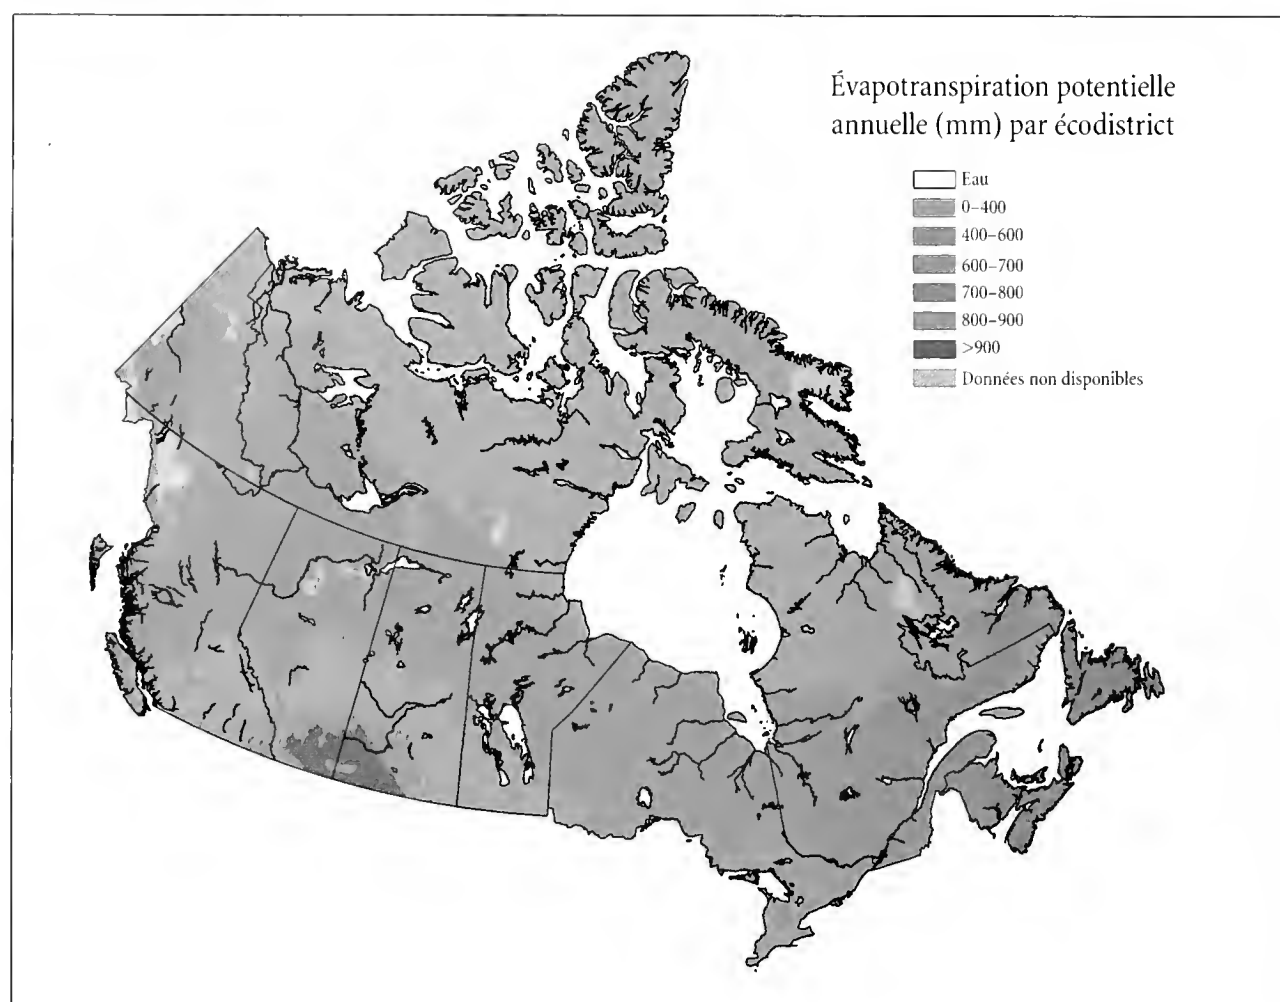 Évapotranspiration potentielle
annuelle (mm) par écodistrict
Eau
0–400
400–600
600–700
700–800
800–900
>900
Données non disponibles